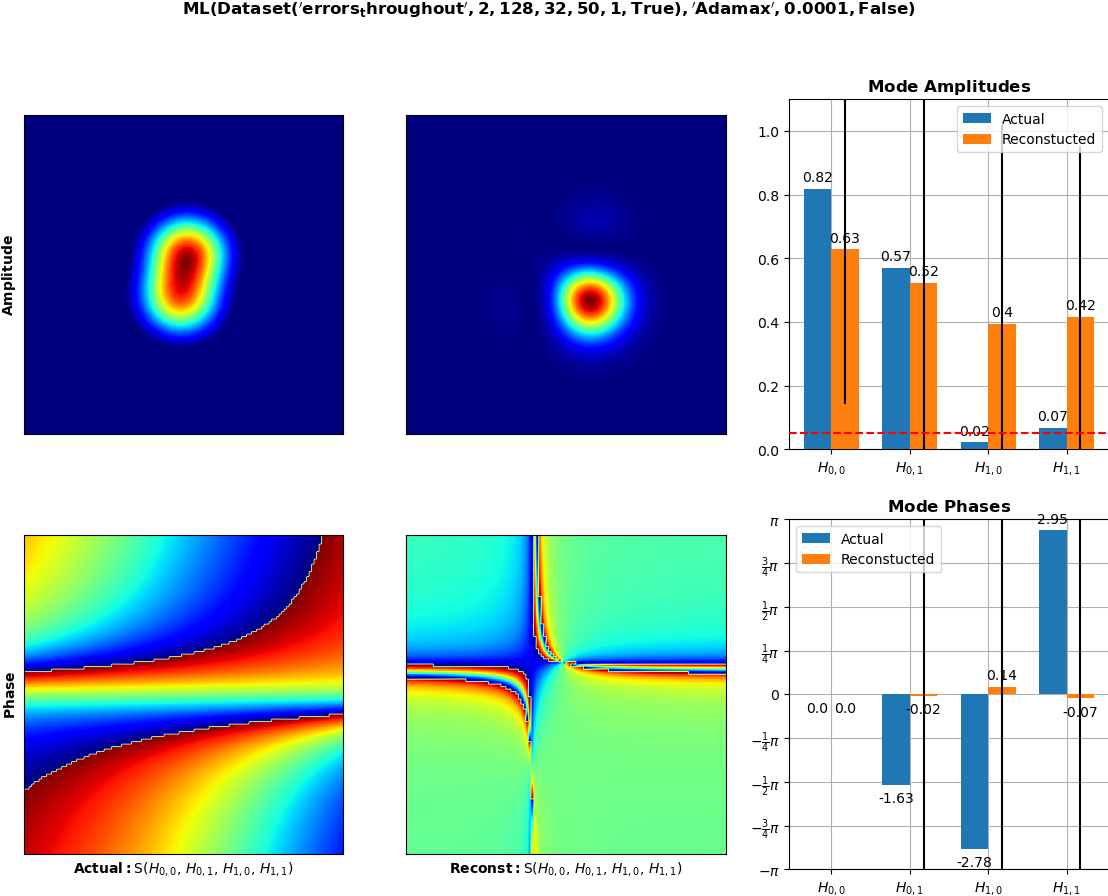 ML(Dataset('errors_throughout', 2, 128, 32, 50, 1, True), 'Adamax', 0.0001, False)
Mode Amplitudes
Amplitude
1.0
0.8
0.6
0.4
0.2
0.0
Actual
Reconstucted
0.82
0.63
0.57
0.52
0.02
0.4
0.07
0.42
H0,0
H0,1
H1,0
H1,1
Mode Phases
Phase
π
3/4π
1/2π
1/4π
0
-1/4π
-1/2π
-3/4π
-π
Actual
Reconstucted
0.0
0.0
-1.63
-0.02
-2.78
0.14
2.95
-0.07
H0,0
H0,1
H1,0
H1,1
Actual: S(H0,0, H0,1, H1,0, H1,1)
Reconst: S(H0,0, H0,1, H1,0, H1,1)